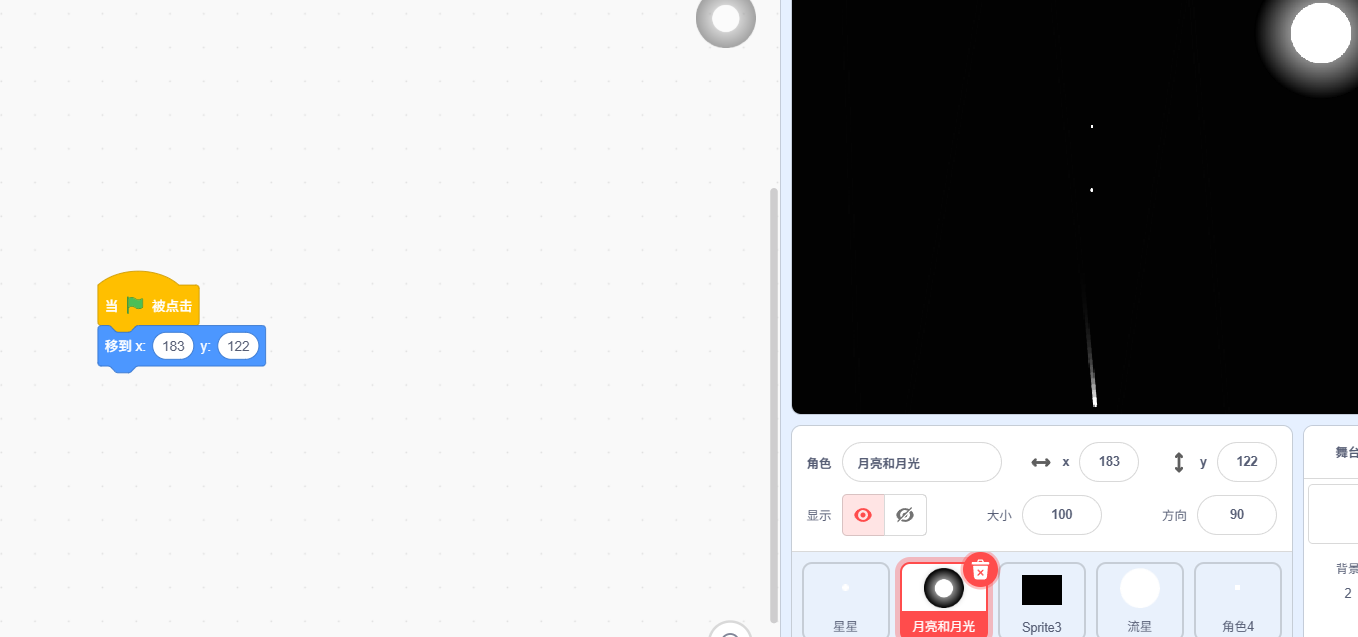 当 被点击
移到 x: 183 y: 122
角色 月亮和月光 x 183 y 122
显示 大小 100 方向 90
星星 月亮和月光 Sprite3 流星 角色4
舞台
背景
2